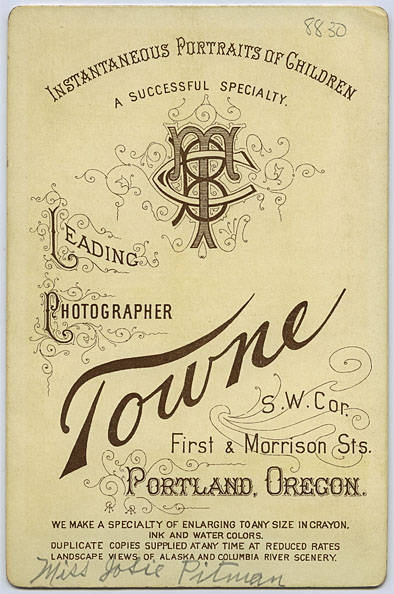 8830
INSTANTANEOUS PORTRAITS OF CHILDREN
A SUCCESSFUL SPECIALTY.
LEADING
PHOTOGRAPHER
Towne
S.W. Cor.
First & Morrison Sts.
PORTLAND, OREGON.
WE MAKE A SPECIALTY OF ENLARGING TO ANY SIZE IN CRAYON,
INK AND WATER COLORS.
DUPLICATE COPIES SUPPLIED AT ANY TIME AT REDUCED RATES
LANDSCAPE VIEWS OF ALASKA AND COLUMBIA RIVER SCENERY.
Miss Josie Pitman